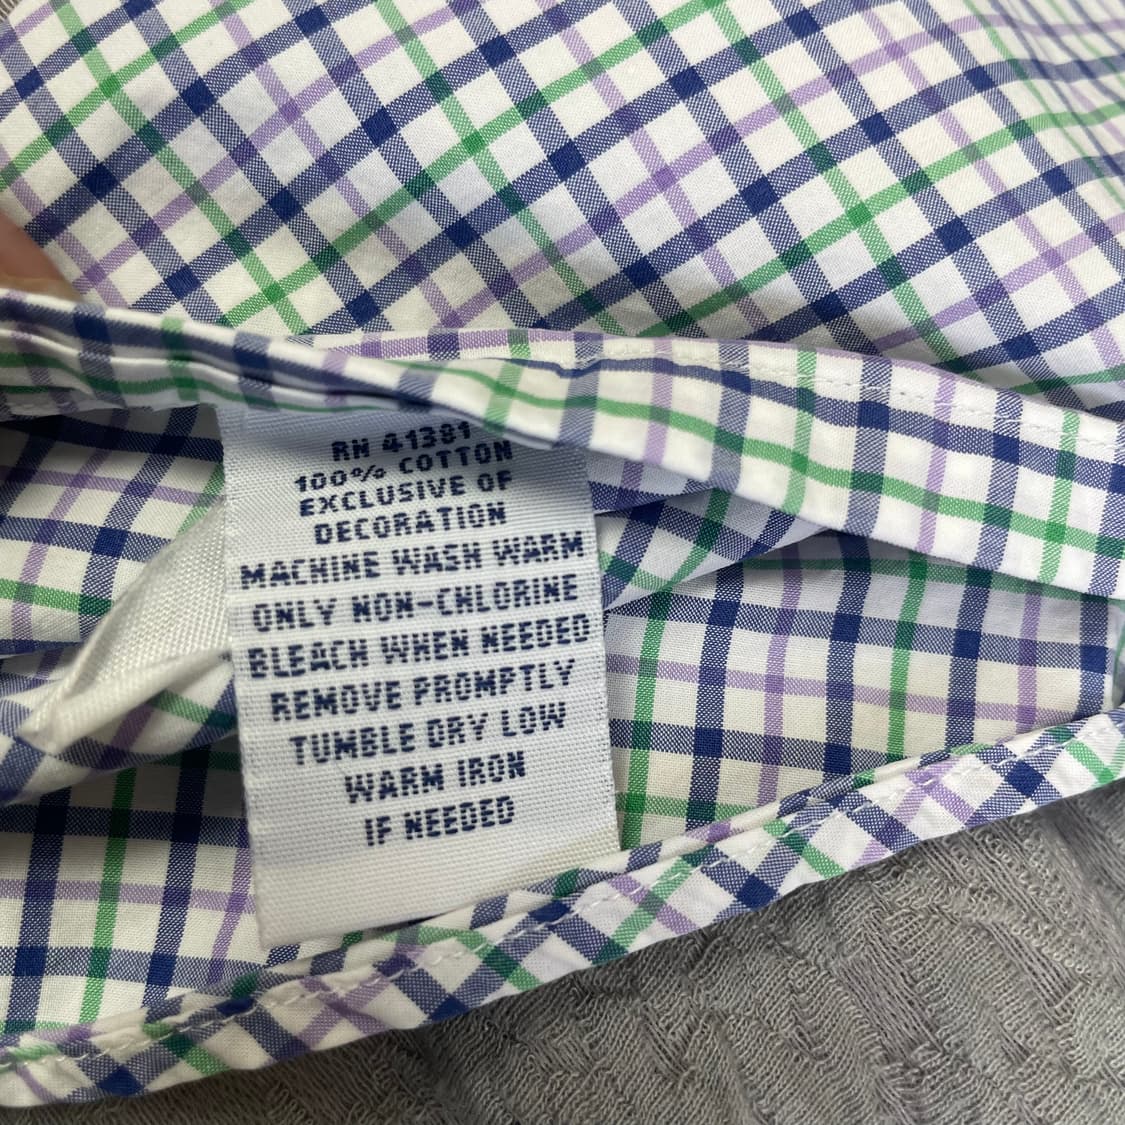 RN 41381
100% COTTON
EXCLUSIVE OF
DECORATION
MACHINE WASH WARM
ONLY NON-CHLORINE
BLEACH WHEN NEEDED
REMOVE PROMPTLY
TUMBLE DRY LOW
WARM IRON
IF NEEDED